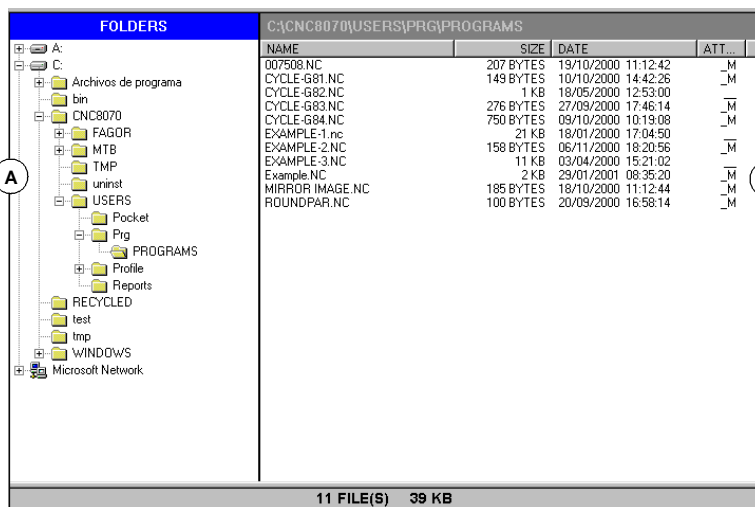 FOLDERS
A:
C:
Archivos de programa
bin
CNC8070
FAGOR
MTB
TMP
uninst
USERS
Pocket
Prg
PROGRAMS
Profile
Reports
RECYCLED
test
tmp
WINDOWS
Microsoft Network
A
C:\CNC8070\USERS\PRG\PROGRAMS
NAME SIZE DATE ATT...
007508.NC 207 BYTES 19/10/2000 11:12:42 _M
CYCLE-G81.NC 149 BYTES 10/10/2000 14:42:26 _M
CYCLE-G82.NC 1 KB 18/05/2000 12:53:00 __
CYCLE-G83.NC 276 BYTES 27/09/2000 17:46:14 _M
CYCLE-G84.NC 750 BYTES 09/10/2000 10:19:08 _M
EXAMPLE-1.nc 21 KB 18/01/2000 17:04:50 __
EXAMPLE-2.NC 158 BYTES 06/11/2000 18:20:56 _M
EXAMPLE-3.NC 11 KB 03/04/2000 15:21:02 __
Example.NC 2 KB 29/01/2001 08:35:20 _M
MIRROR IMAGE.NC 185 BYTES 18/10/2000 11:12:44 _M
ROUNDPAR.NC 100 BYTES 20/09/2000 16:58:14 _M
11 FILE(S) 39 KB